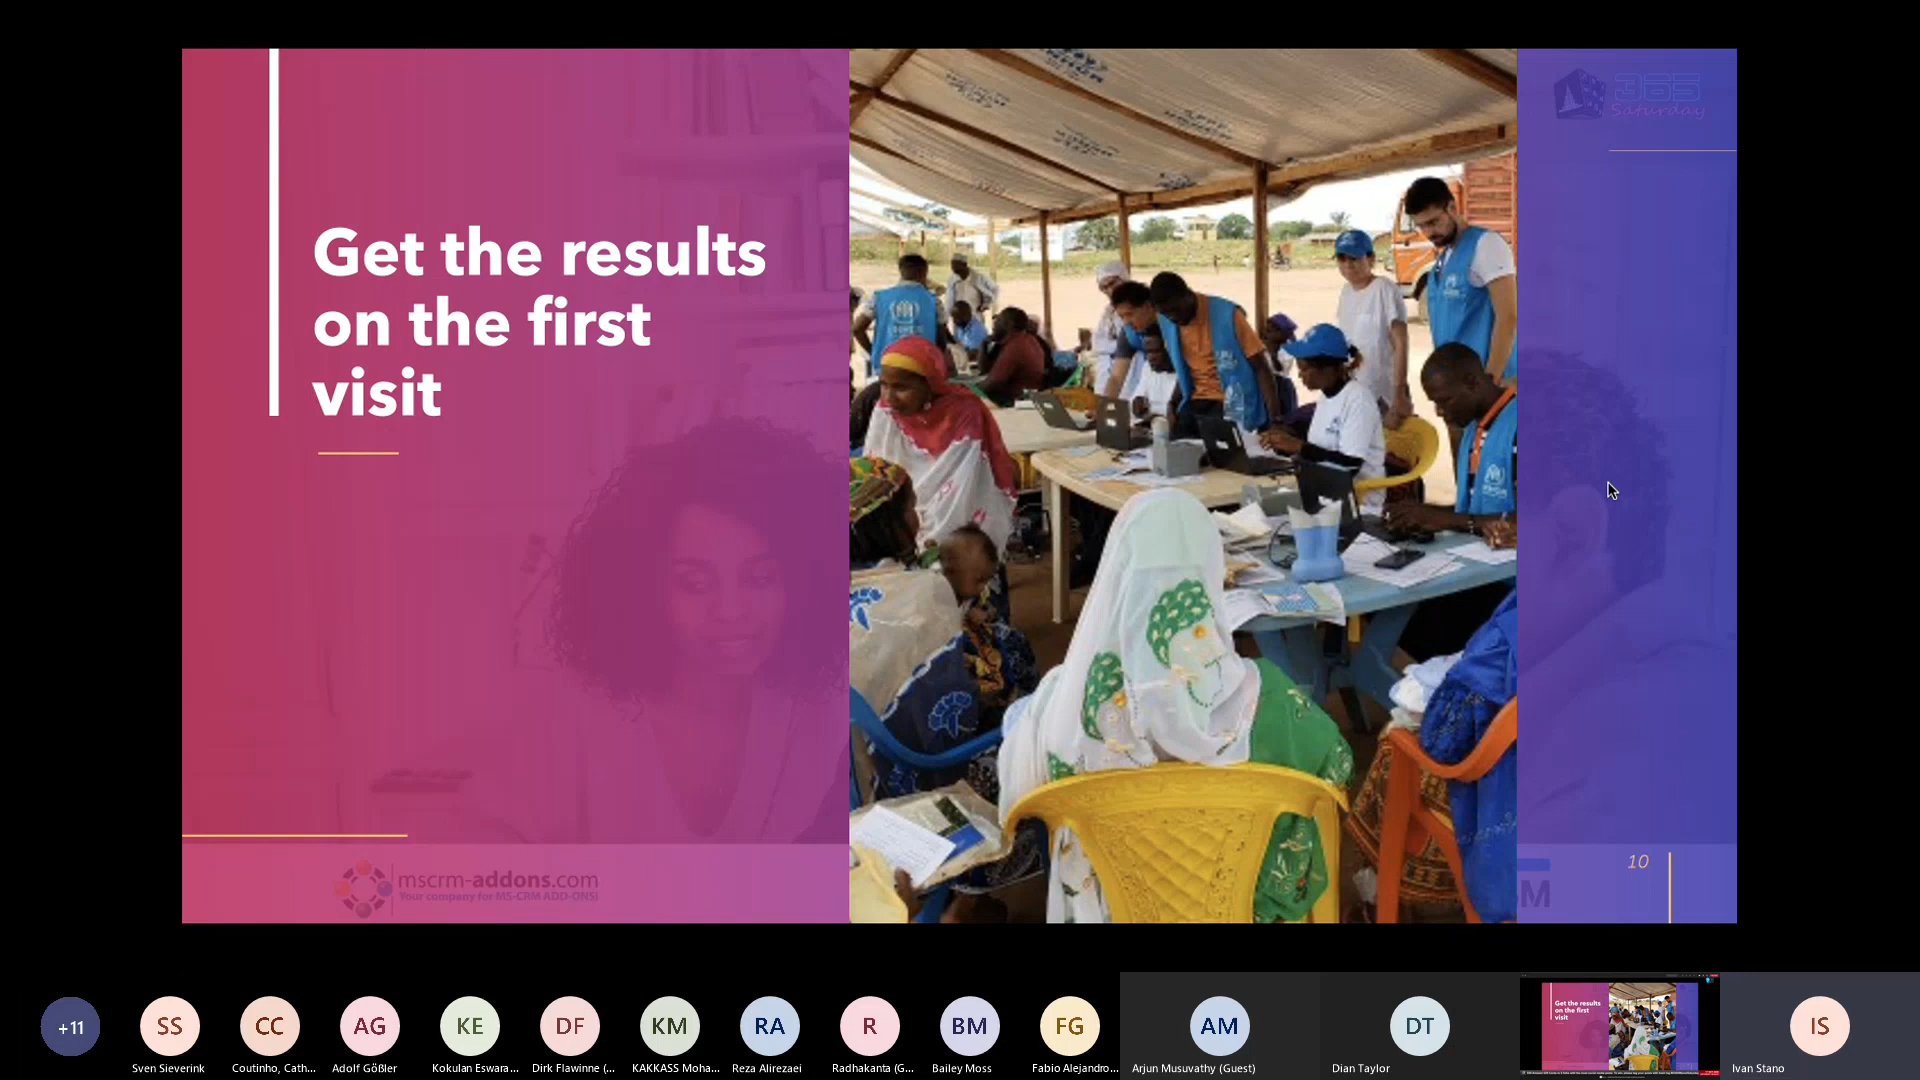 365
Saturday
Get the results
on the first
visit
UNHCR
mscrm-addons.com
Your company for MS-CRM ADD-ONS!
10
+11
SS
CC
AG
KE
DF
KM
RA
R
BM
FG
AM
DT
IS
Sven Sieverink
Coutinho, Cath...
Adolf Gößler
Kokulan Eswara...
Dirk Flawinne (...
KAKKASS Moha...
Reza Alirezaei
Radhakanta (G...
Bailey Moss
Fabio Alejandro...
Arjun Musuvathy (Guest)
Dian Taylor
Get the results
on the first
visit
Ivan Stano